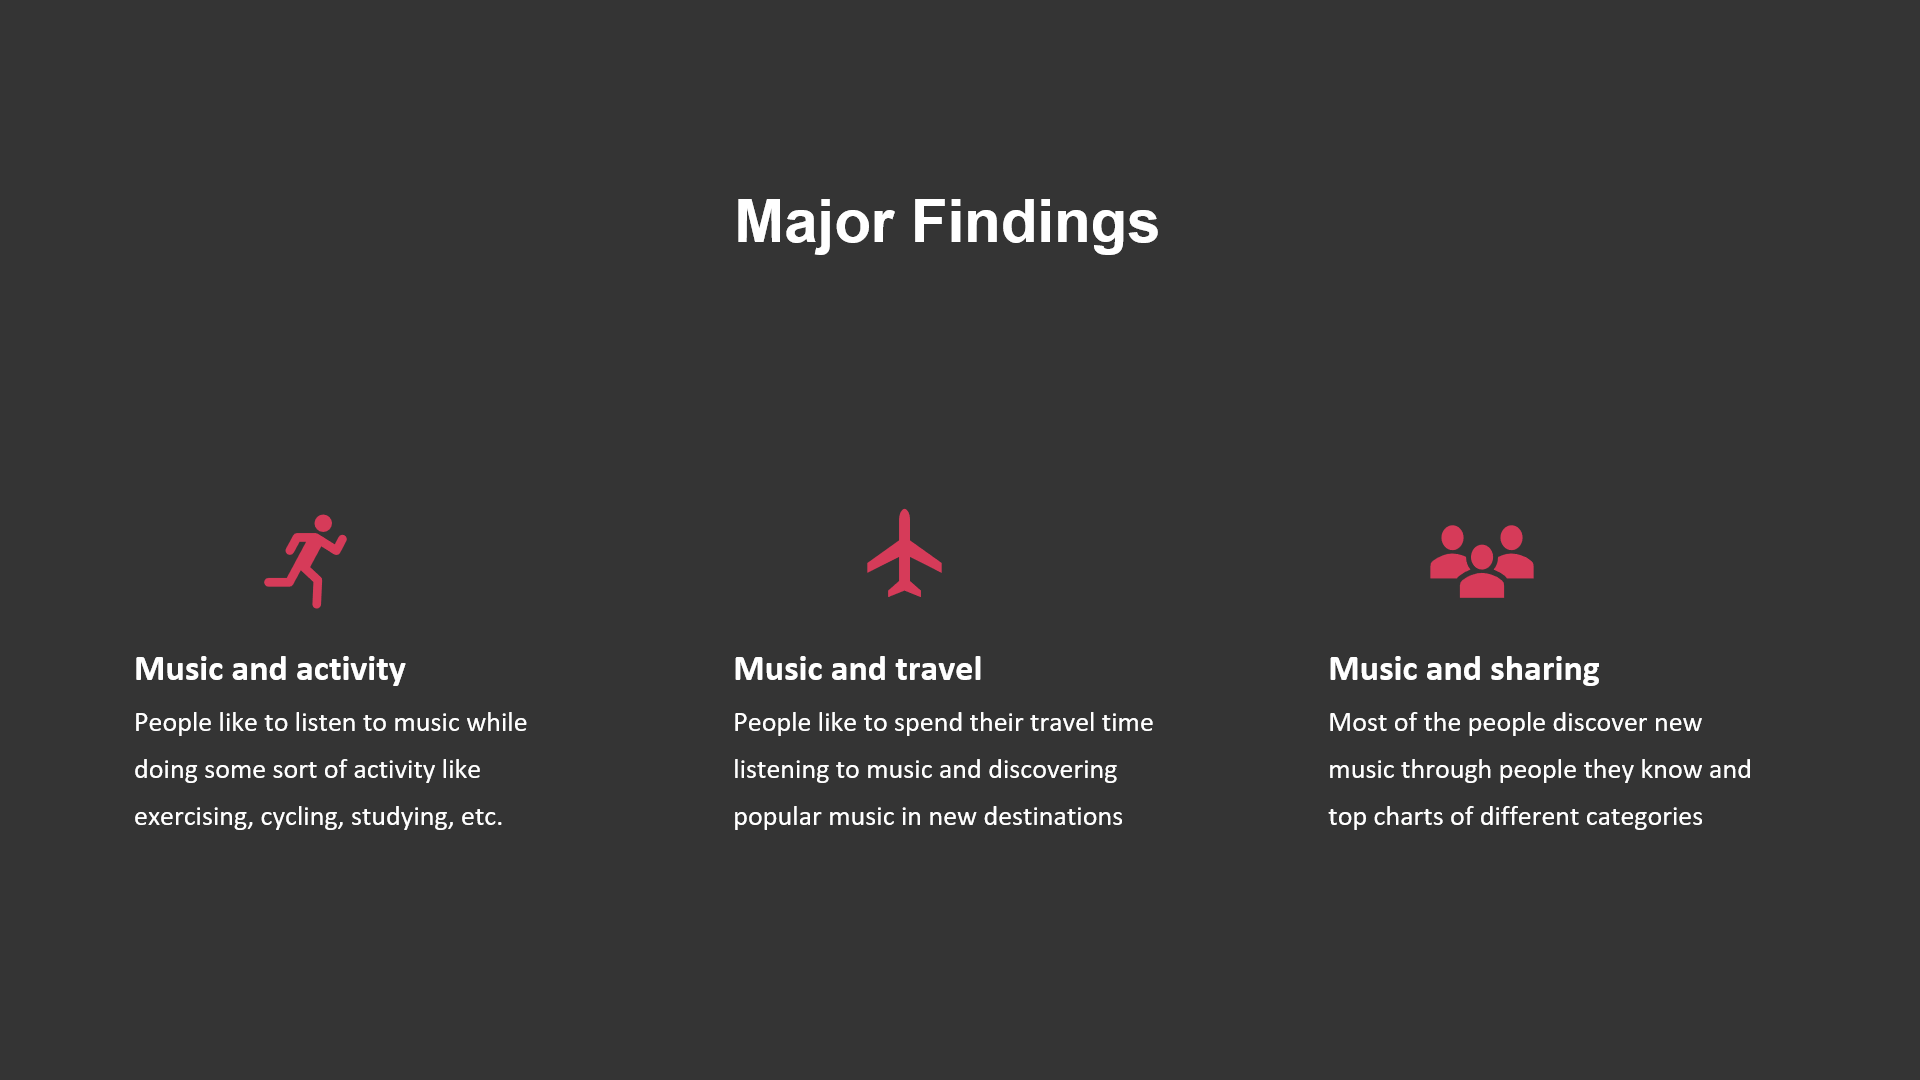 Major Findings
Music and activity
People like to listen to music while
doing some sort of activity like
exercising, cycling, studying, etc.
Music and travel
People like to spend their travel time
listening to music and discovering
popular music in new destinations
Music and sharing
Most of the people discover new
music through people they know and
top charts of different categories